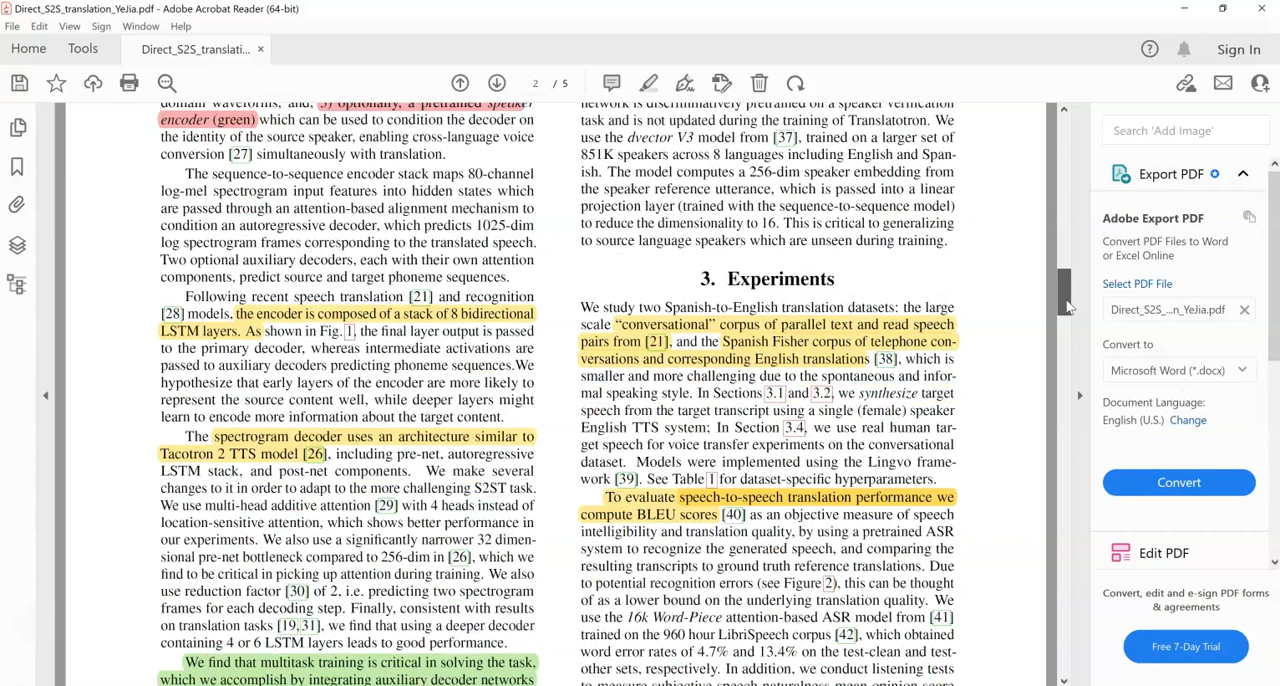 Direct_S2S_translation_YeJia.pdf - Adobe Acrobat Reader (64-bit)
File Edit View Sign Window Help
Home Tools Direct_S2S_translati... × Sign In
2 / 5
domain waveforms, and, 3) optionally, a pretrained speaker
encoder (green) which can be used to condition the decoder on
the identity of the source speaker, enabling cross-language voice
conversion [27] simultaneously with translation.
The sequence-to-sequence encoder stack maps 80-channel
log-mel spectrogram input features into hidden states which
are passed through an attention-based alignment mechanism to
condition an autoregressive decoder, which predicts 1025-dim
log spectrogram frames corresponding to the translated speech.
Two optional auxiliary decoders, each with their own attention
components, predict source and target phoneme sequences.
Following recent speech translation [21] and recognition
[28] models, the encoder is composed of a stack of 8 bidirectional
LSTM layers. As shown in Fig. 1, the final layer output is passed
to the primary decoder, whereas intermediate activations are
passed to auxiliary decoders predicting phoneme sequences.We
hypothesize that early layers of the encoder are more likely to
represent the source content well, while deeper layers might
learn to encode more information about the target content.
The spectrogram decoder uses an architecture similar to
Tacotron 2 TTS model [26], including pre-net, autoregressive
LSTM stack, and post-net components. We make several
changes to it in order to adapt to the more challenging S2ST task.
We use multi-head additive attention [29] with 4 heads instead of
location-sensitive attention, which shows better performance in
our experiments. We also use a significantly narrower 32 dimen-
sional pre-net bottleneck compared to 256-dim in [26], which we
find to be critical in picking up attention during training. We also
use reduction factor [30] of 2, i.e. predicting two spectrogram
frames for each decoding step. Finally, consistent with results
on translation tasks [19,31], we find that using a deeper decoder
containing 4 or 6 LSTM layers leads to good performance.
We find that multitask training is critical in solving the task,
which we accomplish by integrating auxiliary decoder networks
network is discriminatively pretrained on a speaker verification
task and is not updated during the training of Translatotron. We
use the dvector V3 model from [37], trained on a larger set of
851K speakers across 8 languages including English and Span-
ish. The model computes a 256-dim speaker embedding from
the speaker reference utterance, which is passed into a linear
projection layer (trained with the sequence-to-sequence model)
to reduce the dimensionality to 16. This is critical to generalizing
to source language speakers which are unseen during training.
3. Experiments
We study two Spanish-to-English translation datasets: the large
scale “conversational” corpus of parallel text and read speech
pairs from [21], and the Spanish Fisher corpus of telephone con-
versations and corresponding English translations [38], which is
smaller and more challenging due to the spontaneous and infor-
mal speaking style. In Sections 3.1 and 3.2, we synthesize target
speech from the target transcript using a single (female) speaker
English TTS system; In Section 3.4, we use real human tar-
get speech for voice transfer experiments on the conversational
dataset. Models were implemented using the Lingvo frame-
work [39]. See Table 1 for dataset-specific hyperparameters.
To evaluate speech-to-speech translation performance we
compute BLEU scores [40] as an objective measure of speech
intelligibility and translation quality, by using a pretrained ASR
system to recognize the generated speech, and comparing the
resulting transcripts to ground truth reference translations. Due
to potential recognition errors (see Figure 2), this can be thought
of as a lower bound on the underlying translation quality. We
use the 16k Word-Piece attention-based ASR model from [41]
trained on the 960 hour LibriSpeech corpus [42], which obtained
word error rates of 4.7% and 13.4% on the test-clean and test-
other sets, respectively. In addition, we conduct listening tests
to measure subjective speech naturalness mean opinion score
Search 'Add Image'
Export PDF
Adobe Export PDF
Convert PDF Files to Word
or Excel Online
Select PDF File
Direct_S2S_...n_YeJia.pdf
Convert to
Microsoft Word (*.docx)
Document Language:
English (U.S.) Change
Convert
Edit PDF
Convert, edit and e-sign PDF forms
& agreements
Free 7-Day Trial